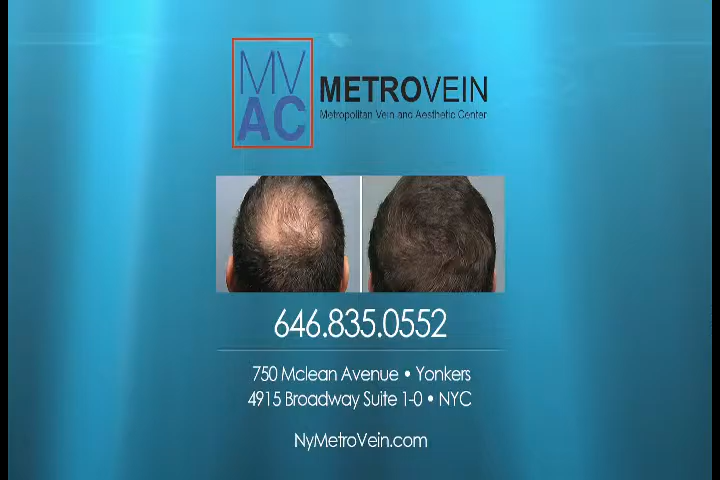 MV
AC
METROVEIN
Metropolitan Vein and Aesthetic Center
646.835.0552
750 Mclean Avenue • Yonkers
4915 Broadway Suite 1-0 • NYC
NyMetroVein.com